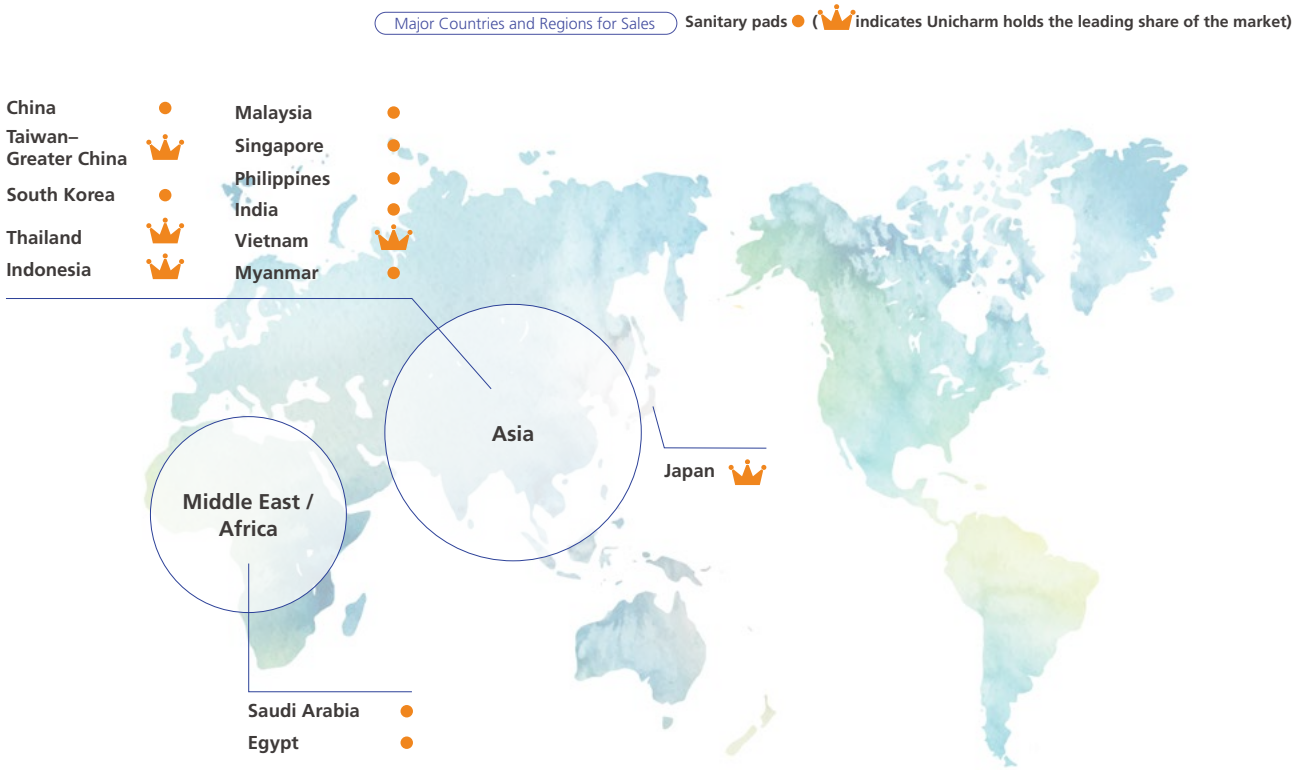 Major Countries and Regions for Sales
Sanitary pads ( indicates Unicharm holds the leading share of the market)
China
Taiwan–
Greater China
South Korea
Thailand
Indonesia
Malaysia
Singapore
Philippines
India
Vietnam
Myanmar
Asia
Japan
Middle East /
Africa
Saudi Arabia
Egypt